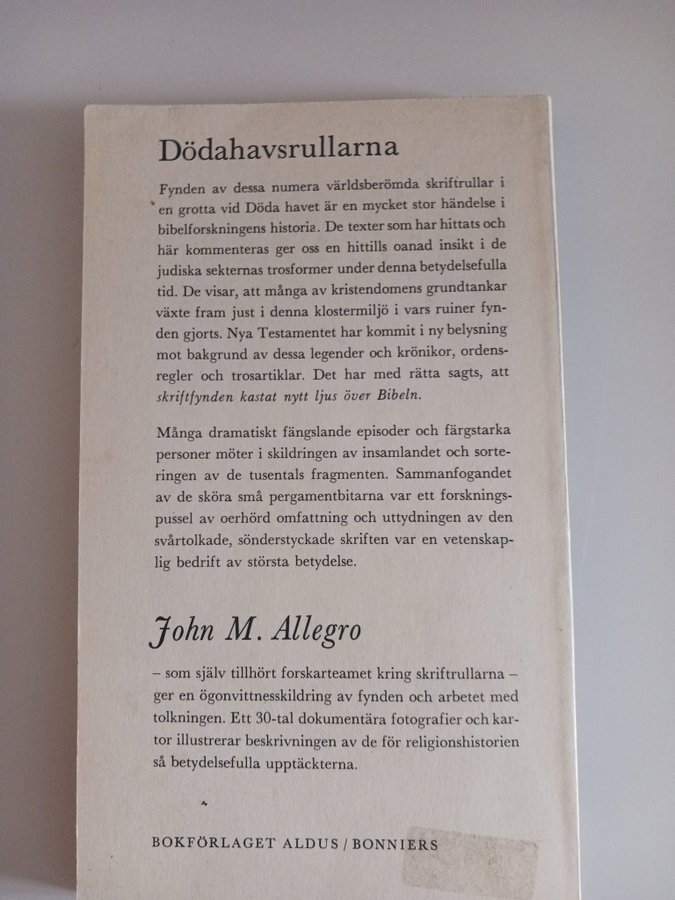 Dödahavsrullarna
Fynden av dessa numera världsberömda skriftrullar i
en grotta vid Döda havet är en mycket stor händelse i
bibelforskningens historia. De texter som har hittats och
här kommenteras ger oss en hittills oanad insikt i de
judiska sekternas trosformer under denna betydelsefulla
tid. De visar, att många av kristendomens grundtankar
växte fram just i denna klostermiljö i vars ruiner fyn-
den gjorts. Nya Testamentet har kommit i ny belysning
mot bakgrund av dessa legender och krönikor, ordens-
regler och trosartiklar. Det har med rätta sagts, att
skriftfynden kastat nytt ljus över Bibeln.
Många dramatiskt fängslande episoder och färgstarka
personer möter i skildringen av insamlandet och sorte-
ringen av de tusentals fragmenten. Sammanfogandet
av de sköra små pergamentbitarna var ett forsknings-
pussel av oerhörd omfattning och uttydningen av den
svårtolkade, sönderstyckade skriften var en vetenskap-
lig bedrift av största betydelse.
John M. Allegro
– som själv tillhört forskarteamet kring skriftrullarna –
ger en ögonvittnesskildring av fynden och arbetet med
tolkningen. Ett 30-tal dokumentära fotografier och kar-
tor illustrerar beskrivningen av de för religionshistorien
så betydelsefulla upptäckterna.
BOKFÖRLAGET ALDUS / BONNIERS